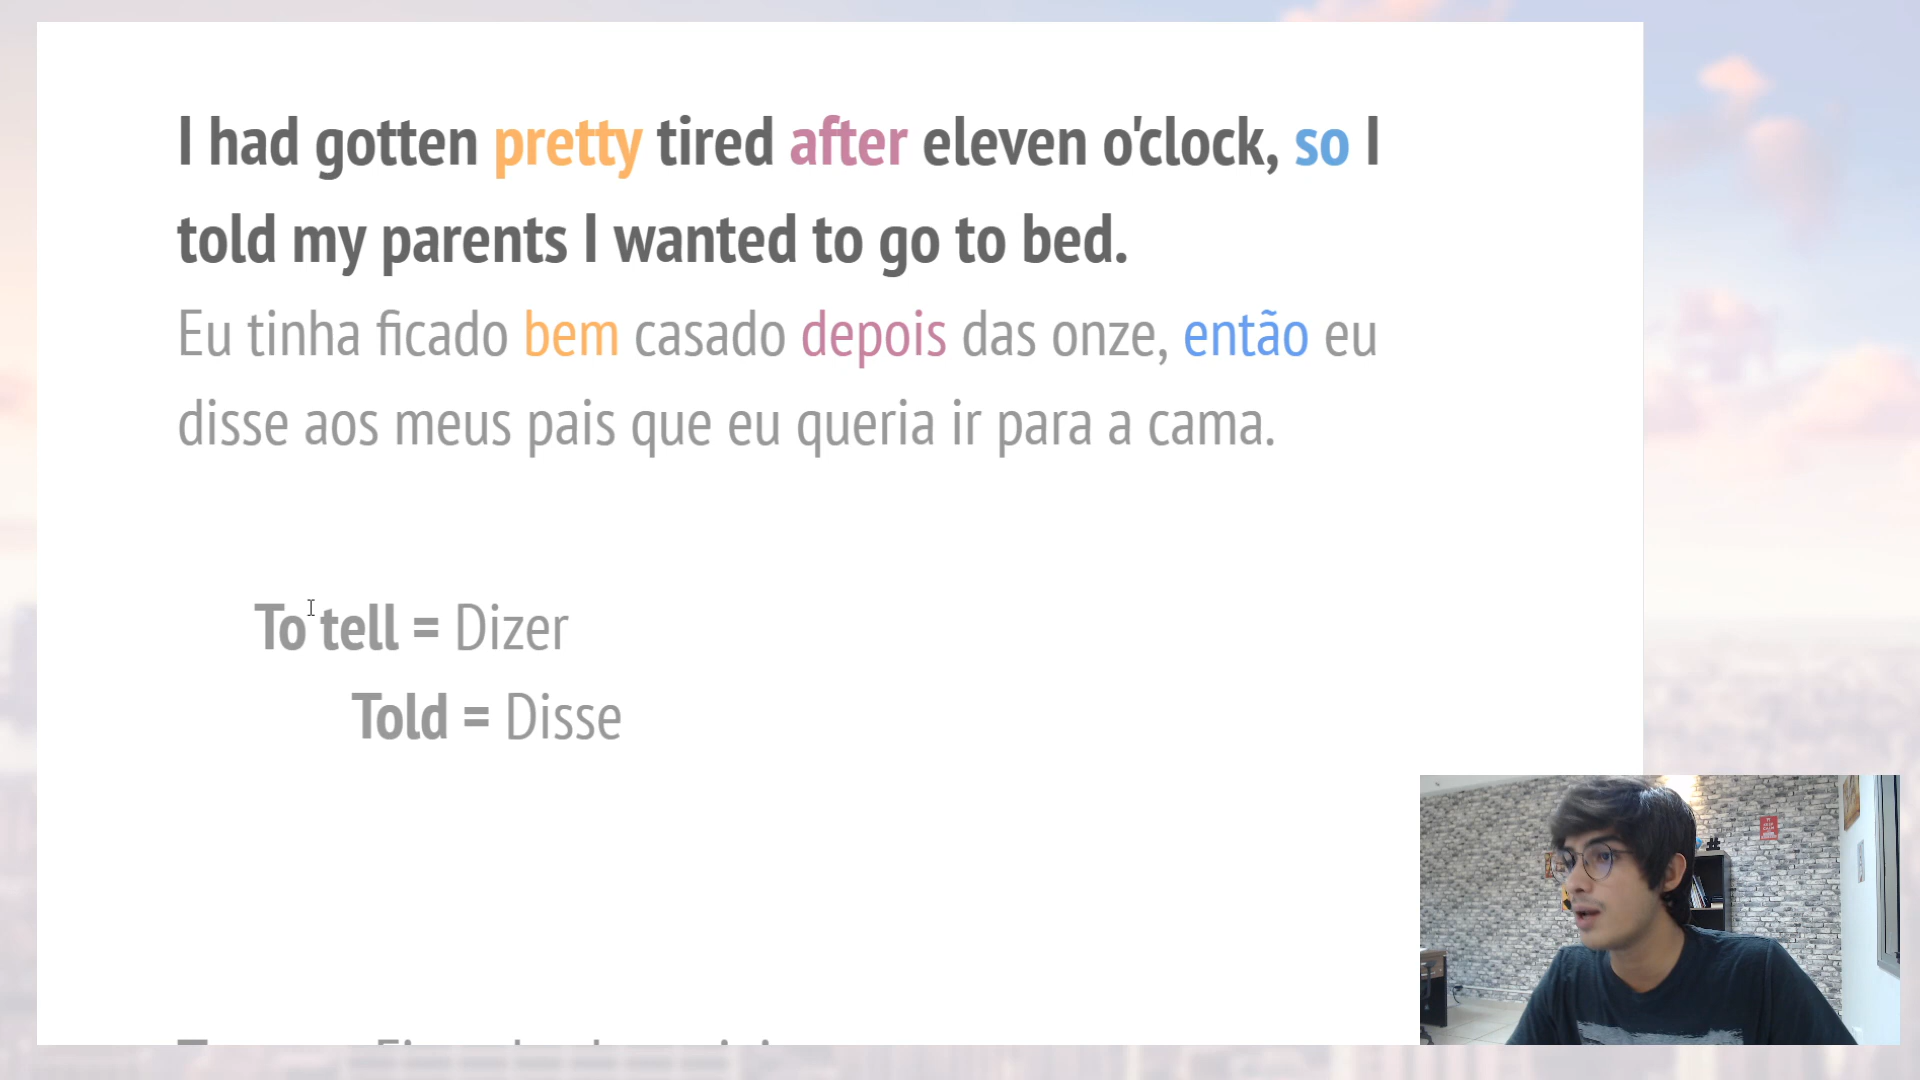 I had gotten pretty tired after eleven o'clock, so I
told my parents I wanted to go to bed.
Eu tinha ficado bem casado depois das onze, então eu
disse aos meus pais que eu queria ir para a cama.
To tell = Dizer
Told = Disse